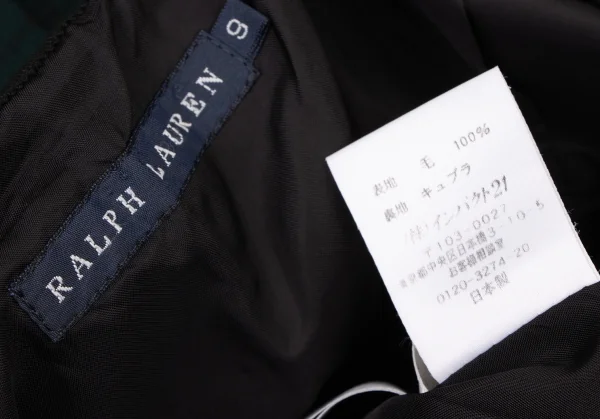 RALPH LAUREN
9
表地 毛 100%
裏地 キュプラ
(株)インパクト21
〒103-0027
東京都中央区日本橋3-10-5
お客様相談室
0120-3274-20
日本製